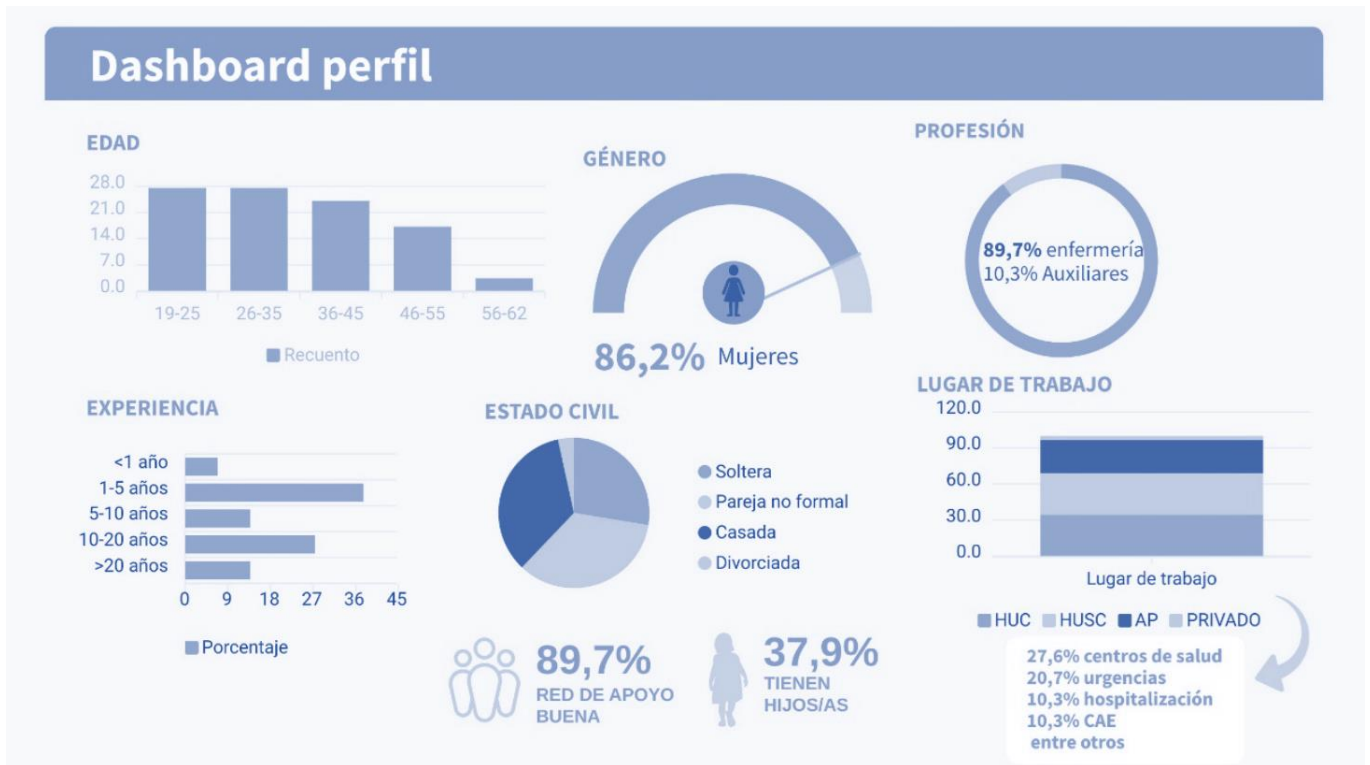 Dashboard perfil
EDAD
28.0
21.0
14.0
7.0
0.0
19-25
26-35
36-45
46-55
56-62
Recuento
GÉNERO
86,2% Mujeres
PROFESIÓN
89,7% enfermería
10,3% Auxiliares
EXPERIENCIA
<1 año
1-5 años
5-10 años
10-20 años
>20 años
0
9
18
27
36
45
Porcentaje
ESTADO CIVIL
Soltera
Pareja no formal
Casada
Divorciada
89,7%
RED DE APOYO
BUENA
37,9%
TIENEN
HIJOS/AS
LUGAR DE TRABAJO
120.0
90.0
60.0
30.0
0.0
Lugar de trabajo
HUC
HUSC
AP
PRIVADO
27,6% centros de salud
20,7% urgencias
10,3% hospitalización
10,3% CAE
entre otros